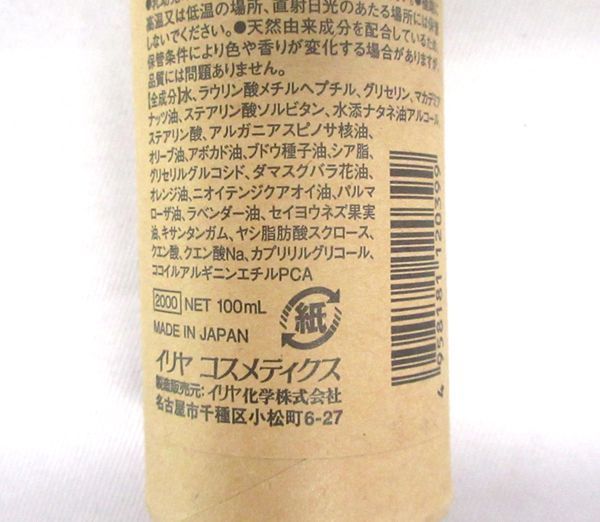 高温又は低温の場所、直射日光のあたる場所には保管
しないでください。●天然由来成分を配合しているため、
保管条件により色や香りが変化する場合がありますが、
品質には問題ありません。
【全成分】水、ラウリン酸メチルヘプチル、グリセリン、マカデミア
ナッツ油、ステアリン酸ソルビタン、水添ナタネ油アルコール、
ステアリン酸、アルガニアスピノサ核油、
オリーブ油、アボカド油、ブドウ種子油、シア脂、
グリセリルグルコシド、ダマスクバラ花油、
オレンジ油、ニオイテンジクアオイ油、パルマ
ローザ油、ラベンダー油、セイヨウネズ果実
油、キサンタンガム、ヤシ脂肪酸スクロース、
クエン酸、クエン酸Na、カプリリルグリコール、
ココイルアルギニンエチルPCA
2000 NET 100mL
MADE IN JAPAN
紙
イリヤ コスメティクス
製造販売元:イリヤ化学株式会社
名古屋市千種区小松町6-27
4 958181 120399